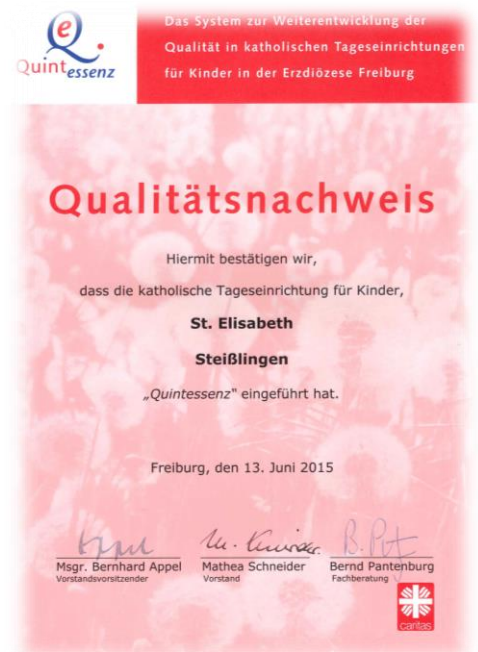 Das System zur Weiterentwicklung der
Qualität in katholischen Tageseinrichtungen
für Kinder in der Erzdiözese Freiburg
e
Quintessenz
Qualitätsnachweis
Hiermit bestätigen wir,
dass die katholische Tageseinrichtung für Kinder,
St. Elisabeth
Steißlingen
„Quintessenz“ eingeführt hat.
Freiburg, den 13. Juni 2015
Msgr. Bernhard Appel
Vorstandsvorsitzender
Mathea Schneider
Vorstand
Bernd Pantenburg
Fachberatung
caritas